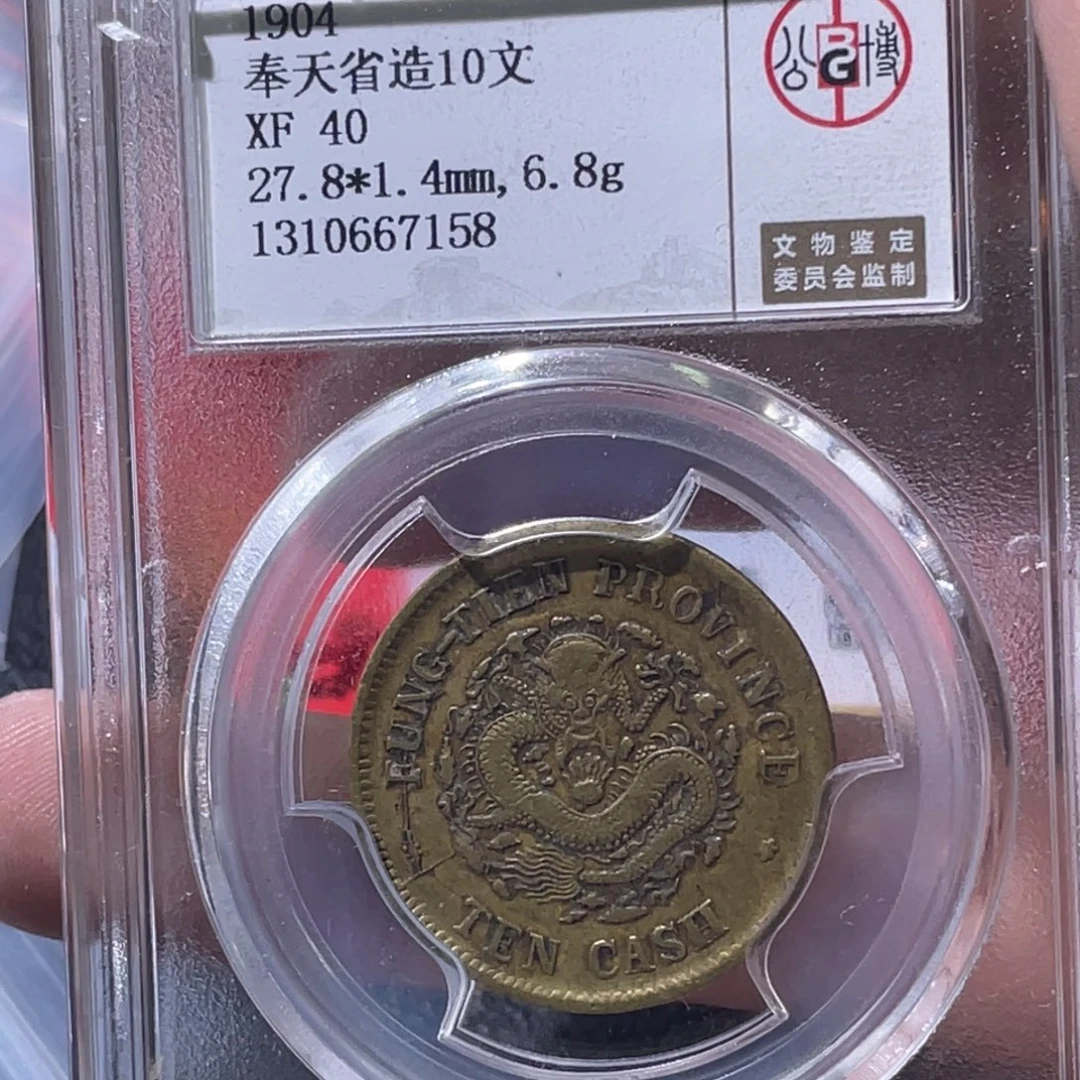 1904
奉天省造10文
XF 40
27.8*1.4mm, 6.8g
1310667158
公博
PG
文物鉴定
委员会监制
FUNG-TIEN PROVINCE
TEN CASH